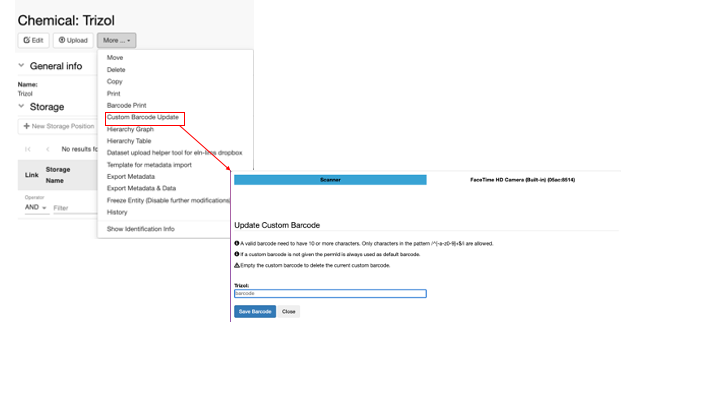 Chemical: Trizol
Edit
Upload
More ...
General info
Name:
Trizol
Storage
New Storage Position
No results fo
Link
Storage
Name
Operator
AND
Filter
Move
Delete
Copy
Print
Barcode Print
Custom Barcode Update
Hierarchy Graph
Hierarchy Table
Dataset upload helper tool for eln-lims dropbox
Template for metadata import
Export Metadata
Export Metadata & Data
Freeze Entity (Disable further modifications)
History
Show Identification Info
Scanner
FaceTime HD Camera (Built-in) (05ac:8514)
Update Custom Barcode
A valid barcode need to have 10 or more characters. Only characters in the pattern /^[-a-z0-9]+$/i are allowed.
If a custom barcode is not given the permId is always used as default barcode.
Empty the custom barcode to delete the current custom barcode.
Trizol:
barcode
Save Barcode
Close